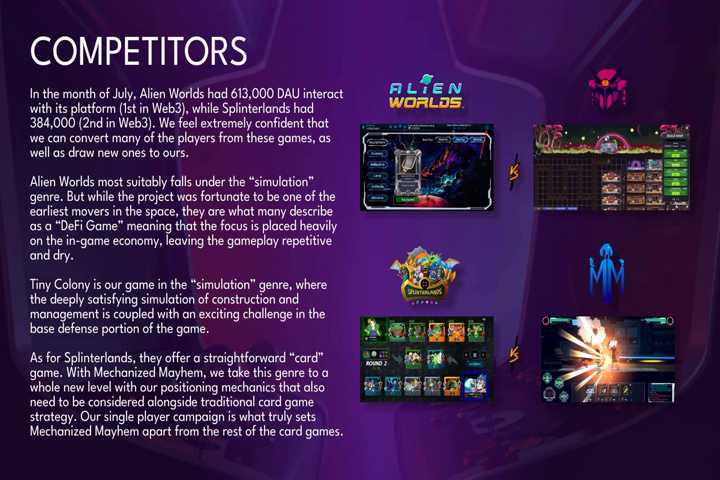 COMPETITORS
In the month of July, Alien Worlds had 613,000 DAU interact
with its platform (1st in Web3), while Splinterlands had
384,000 (2nd in Web3). We feel extremely confident that
we can convert many of the players from these games, as
well as draw new ones to ours.
Alien Worlds most suitably falls under the “simulation”
genre. But while the project was fortunate to be one of the
earliest movers in the space, they are what many describe
as a “DeFi Game” meaning that the focus is placed heavily
on the in-game economy, leaving the gameplay repetitive
and dry.
Tiny Colony is our game in the “simulation” genre, where
the deeply satisfying simulation of construction and
management is coupled with an exciting challenge in the
base defense portion of the game.
As for Splinterlands, they offer a straightforward “card”
game. With Mechanized Mayhem, we take this genre to a
whole new level with our positioning mechanics that also
need to be considered alongside traditional card game
strategy. Our single player campaign is what truly sets
Mechanized Mayhem apart from the rest of the card games.
ALIEN
WORLDS
VS
SPLINTERLANDS
MM
ROUND 2
VS